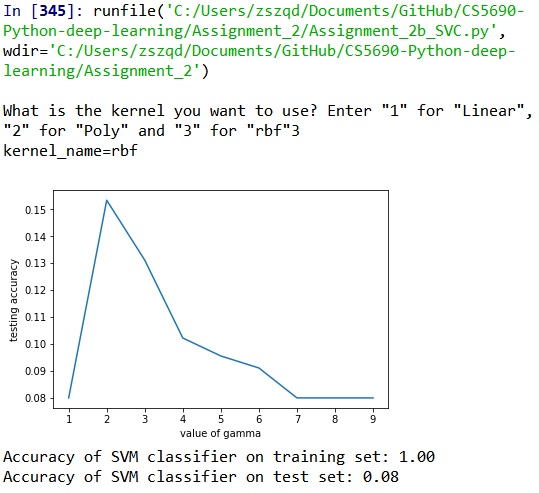 In [345]: runfile('C:/Users/zszqd/Documents/GitHub/CS5690-
Python-deep-learning/Assignment_2/Assignment_2b_SVC.py',
wdir='C:/Users/zszqd/Documents/GitHub/CS5690-Python-deep-
learning/Assignment_2')
What is the kernel you want to use? Enter "1" for "Linear",
"2" for "Poly" and "3" for "rbf"3
kernel_name=rbf
testing accuracy
0.15
0.14
0.13
0.12
0.11
0.10
0.09
0.08
1 2 3 4 5 6 7 8 9
value of gamma
Accuracy of SVM classifier on training set: 1.00
Accuracy of SVM classifier on test set: 0.08